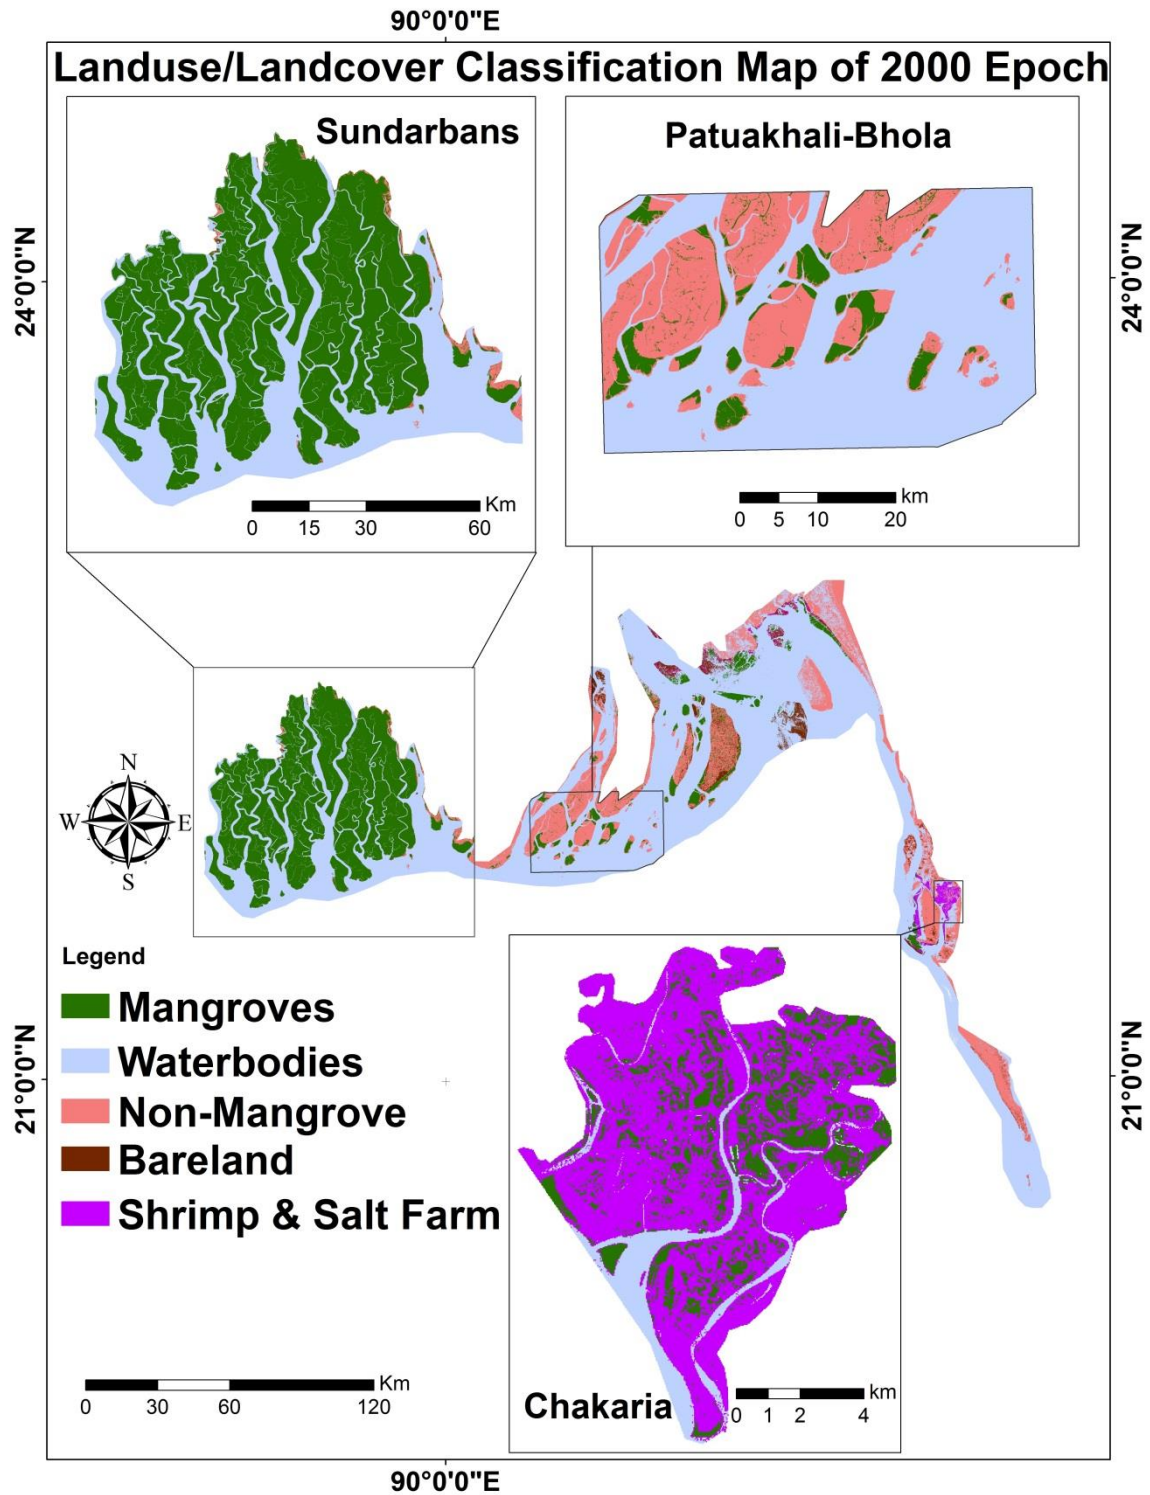 90°0'0"E
Landuse/Landcover Classification Map of 2000 Epoch
Sundarbans
Km
0 15 30 60
Patuakhali-Bhola
km
0 5 10 20
24°0'0"N
24°0'0"N
N
W E
S
Legend
Mangroves
Waterbodies
Non-Mangrove
Bareland
Shrimp & Salt Farm
21°0'0"N
21°0'0"N
Km
0 30 60 120
Chakaria
km
0 1 2 4
90°0'0"E